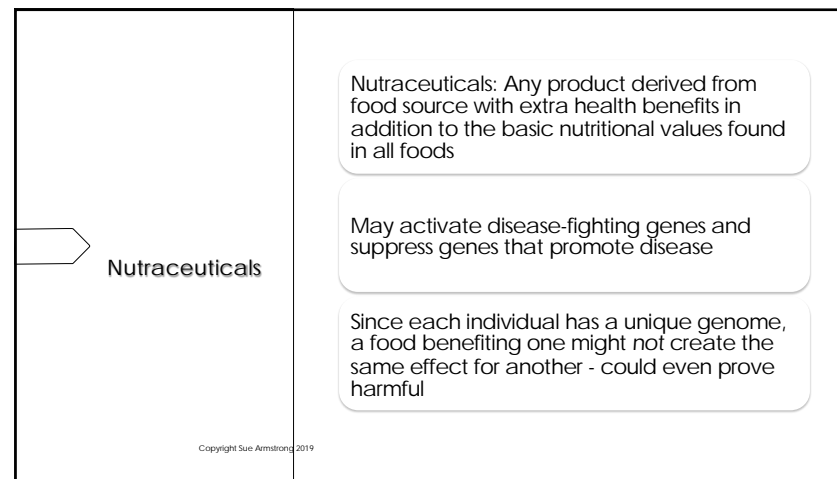 Nutraceuticals
Nutraceuticals: Any product derived from
food source with extra health benefits in
addition to the basic nutritional values found
in all foods
May activate disease-fighting genes and
suppress genes that promote disease
Since each individual has a unique genome,
a food benefiting one might not create the
same effect for another - could even prove
harmful
Copyright Sue Armstrong 2019